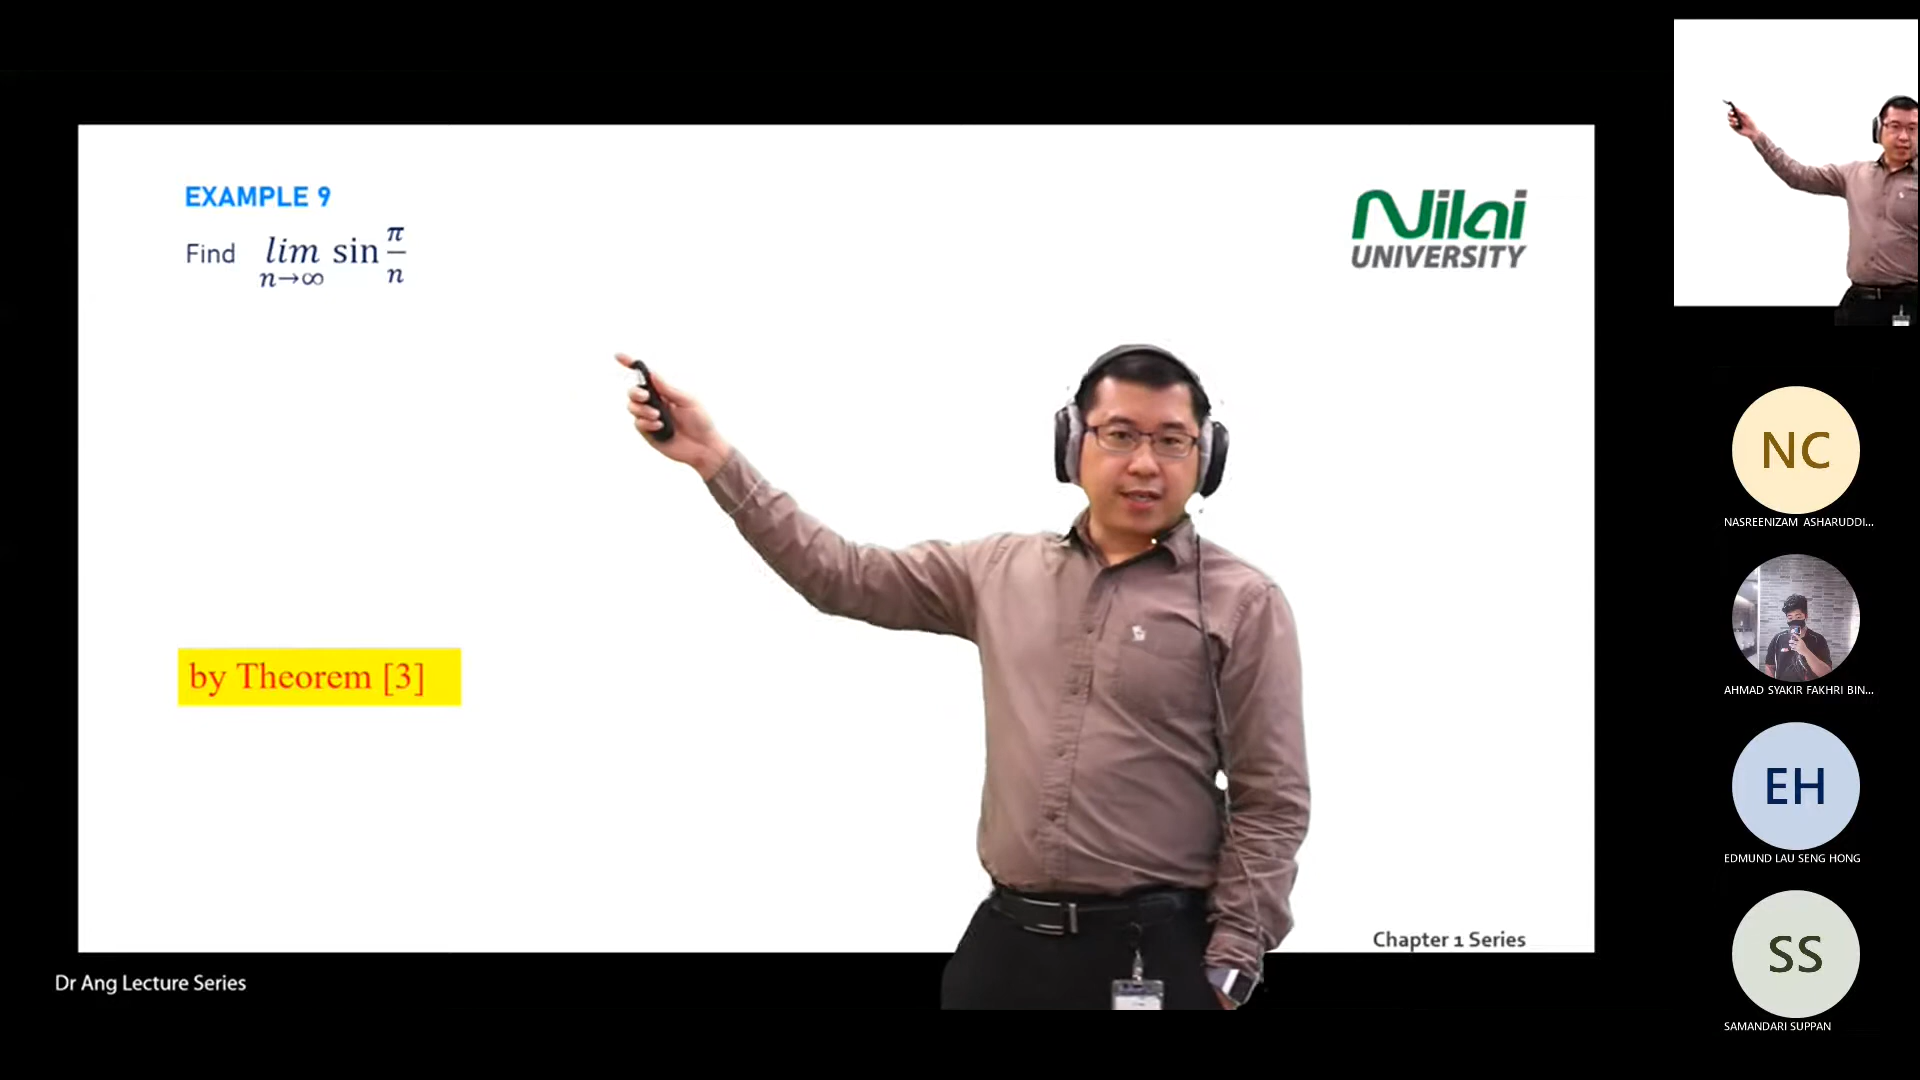 EXAMPLE 9
Find lim n→∞ sin π/n
Nilai
UNIVERSITY
by Theorem [3]
Chapter 1 Series
Dr Ang Lecture Series
NC
NASREENIZAM ASHARUDDI...
AHMAD SYAKIR FAKHRI BIN...
EH
EDMUND LAU SENG HONG
SS
SAMANDARI SUPPAN